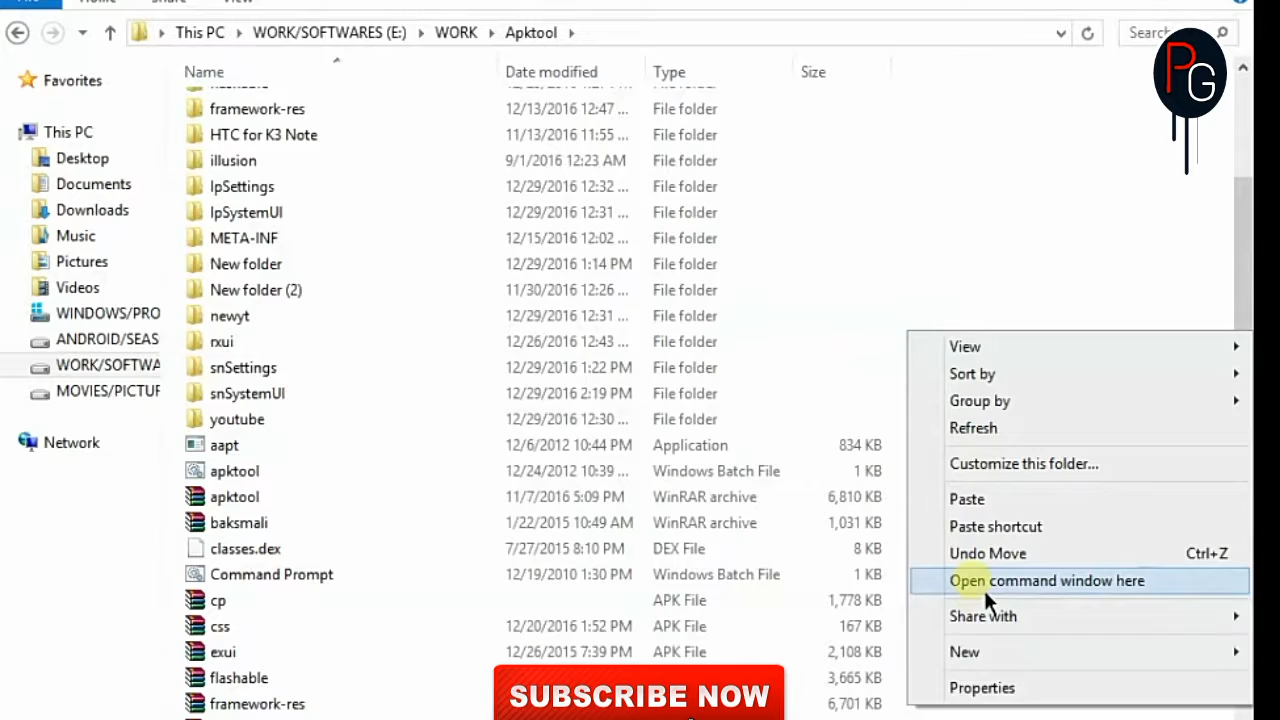 File Home Share View
This PC WORK/SOFTWARES (E:) WORK Apktool
Search
PG
Name Date modified Type Size
Favorites
This PC
Desktop
Documents
Downloads
Music
Pictures
Videos
WINDOWS/PRO
ANDROID/SEAS
WORK/SOFTWA
MOVIES/PICTUR
Network
framework-res 12/13/2016 12:47 ... File folder
HTC for K3 Note 11/13/2016 11:55 ... File folder
illusion 9/1/2016 12:23 AM File folder
lpSettings 12/29/2016 12:32 ... File folder
lpSystemUI 12/29/2016 12:31 ... File folder
META-INF 12/15/2016 12:02 ... File folder
New folder 12/29/2016 1:14 PM File folder
New folder (2) 11/30/2016 12:26 ... File folder
newyt 12/29/2016 12:31 ... File folder
rxui 12/26/2016 12:43 ... File folder
snSettings 12/29/2016 1:22 PM File folder
snSystemUI 12/29/2016 2:19 PM File folder
youtube 12/29/2016 12:30 ... File folder
aapt 12/6/2012 10:44 PM Application 834 KB
apktool 12/24/2012 10:39 ... Windows Batch File 1 KB
apktool 11/7/2016 5:09 PM WinRAR archive 6,810 KB
baksmali 1/22/2015 10:49 AM WinRAR archive 1,031 KB
classes.dex 7/27/2015 8:10 PM DEX File 8 KB
Command Prompt 12/19/2010 1:30 PM Windows Batch File 1 KB
cp APK File 1,778 KB
css 12/20/2016 1:52 PM APK File 167 KB
exui 12/26/2015 7:39 PM APK File 2,108 KB
flashable 3,665 KB
framework-res 6,701 KB
View
Sort by
Group by
Refresh
Customize this folder...
Paste
Paste shortcut
Undo Move Ctrl+Z
Open command window here
Share with
New
Properties
SUBSCRIBE NOW